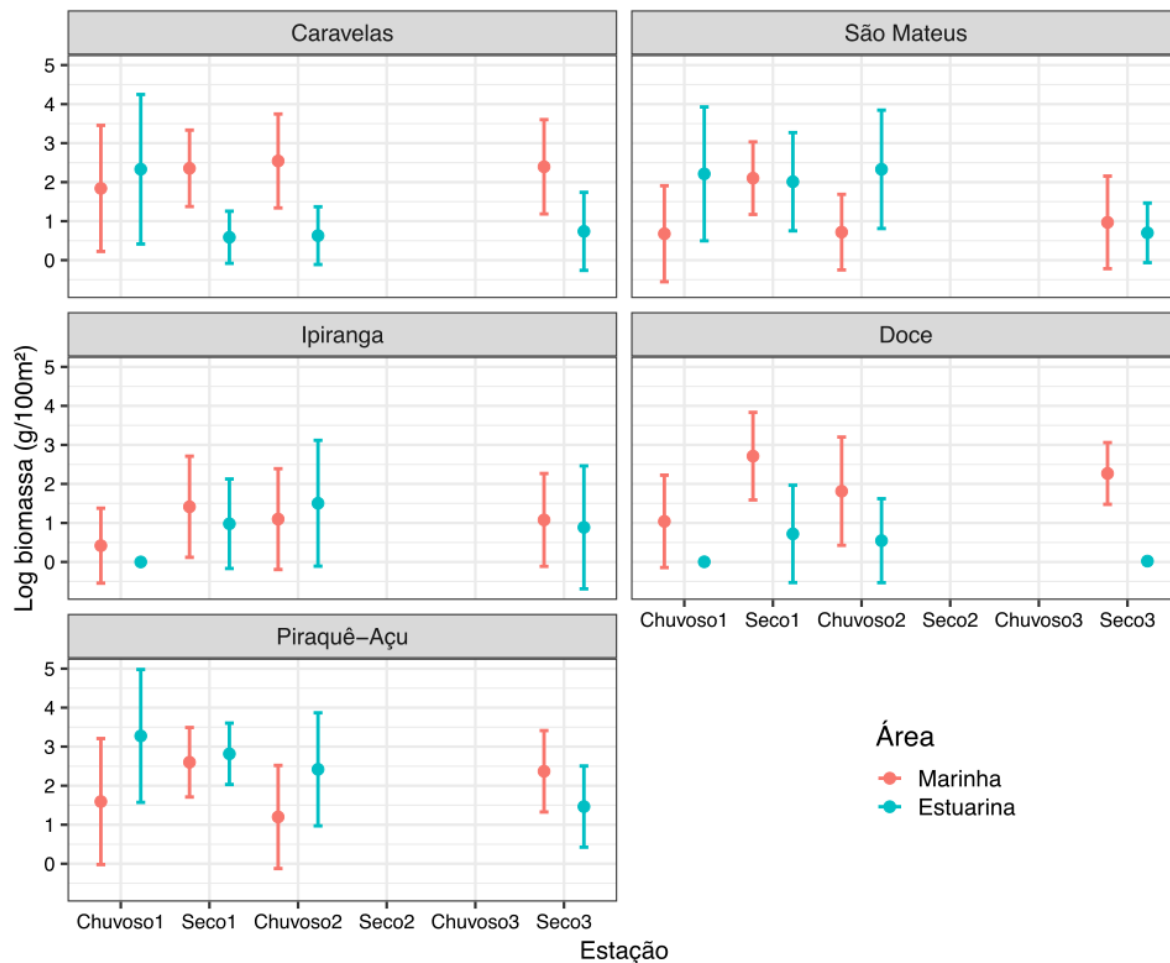 Caravelas
São Mateus
5
4
3
2
1
0
Ipiranga
Doce
5
4
3
2
1
0
Chuvoso1 Seco1 Chuvoso2 Seco2 Chuvoso3 Seco3
Piraquê−Açu
5
4
3
2
1
0
Chuvoso1 Seco1 Chuvoso2 Seco2 Chuvoso3 Seco3
Log biomassa (g/100m²)
Estação
Área
Marinha
Estuarina